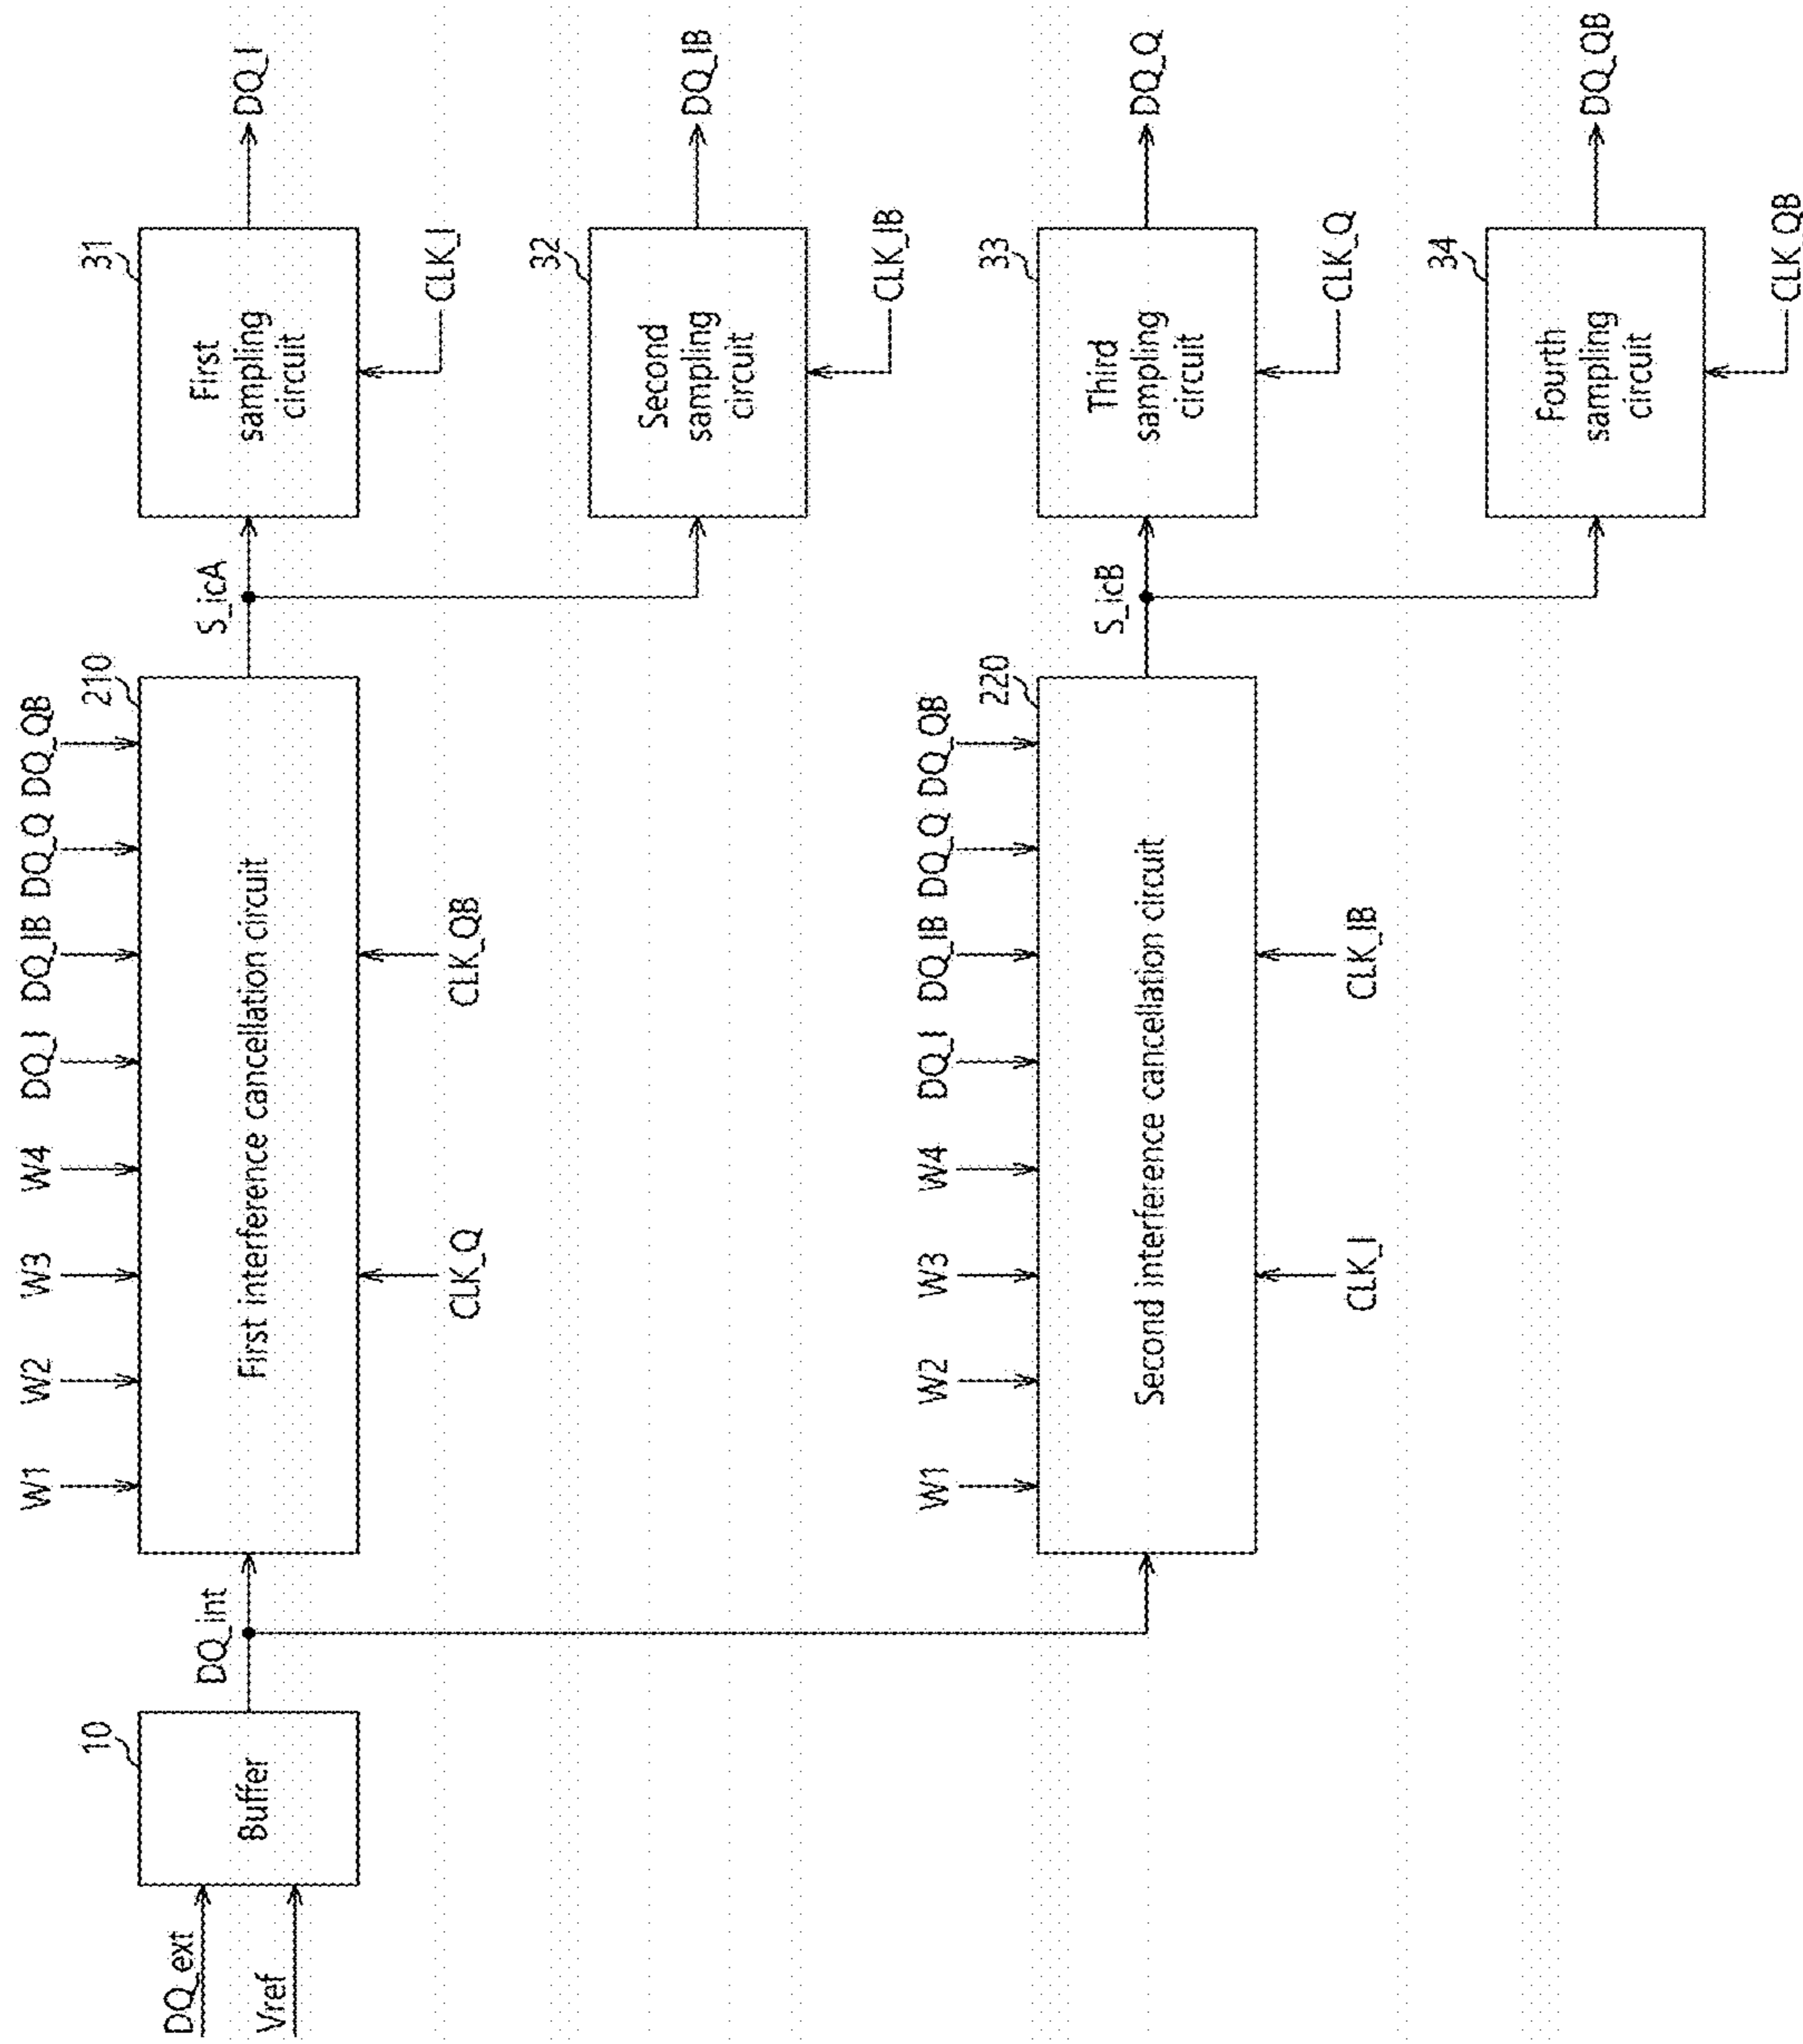 DQ_ext
Vref
10
Buffer
DQ_int
W1
W2
W3
W4
DQ_I
DQ_IB
DQ_Q
DQ_QB
210
First interference cancellation circuit
CLK_Q
CLK_QB
S_icA
31
First
sampling
circuit
CLK_I
DQ_I
32
Second
sampling
circuit
CLK_IB
DQ_IB
W1
W2
W3
W4
DQ_I
DQ_IB
DQ_Q
DQ_QB
220
Second interference cancellation circuit
CLK_I
CLK_IB
S_icB
33
Third
sampling
circuit
CLK_Q
DQ_Q
34
Fourth
sampling
circuit
CLK_QB
DQ_QB